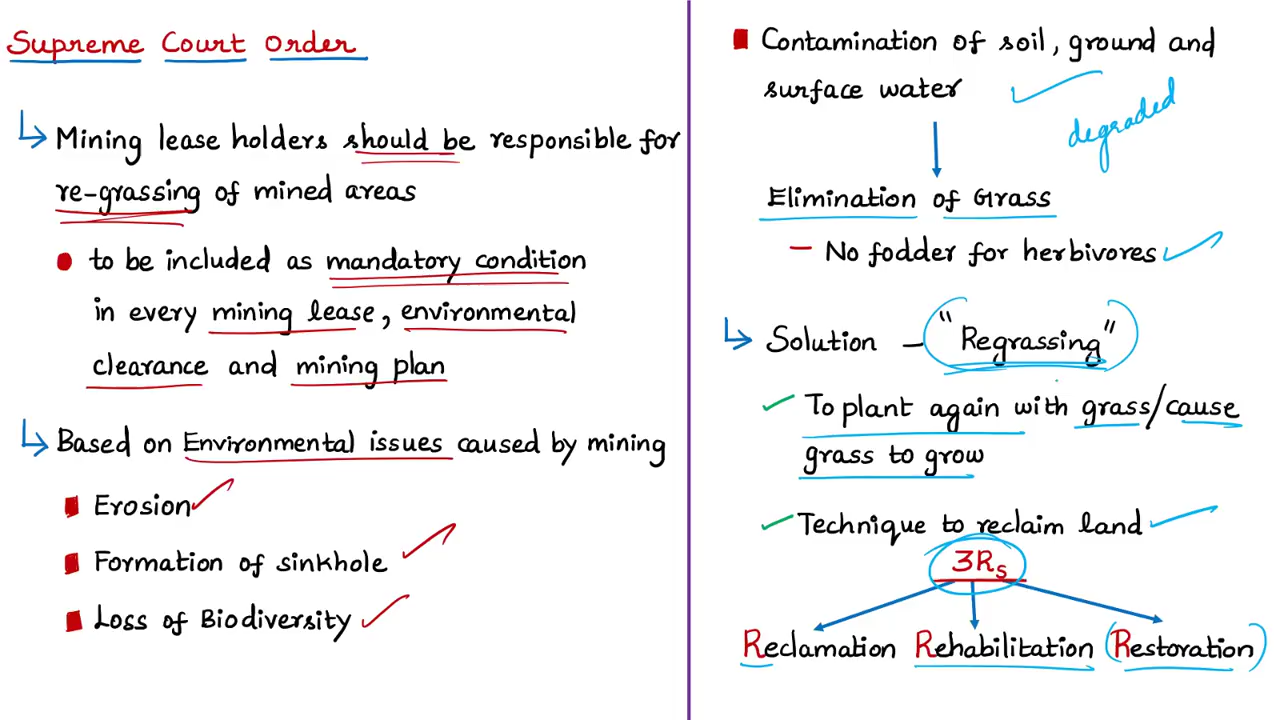 Supreme Court Order
Mining lease holders should be responsible for
re-grassing of mined areas
to be included as mandatory condition
in every mining lease, environmental
clearance and mining plan
Based on Environmental issues caused by mining
Erosion
Formation of sinkhole
Loss of Biodiversity
Contamination of soil, ground and
surface water
degraded
Elimination of Grass
– No fodder for herbivores
Solution – "Regrassing"
To plant again with grass/cause
grass to grow
Technique to reclaim land
3Rs
Reclamation Rehabilitation (Restoration)